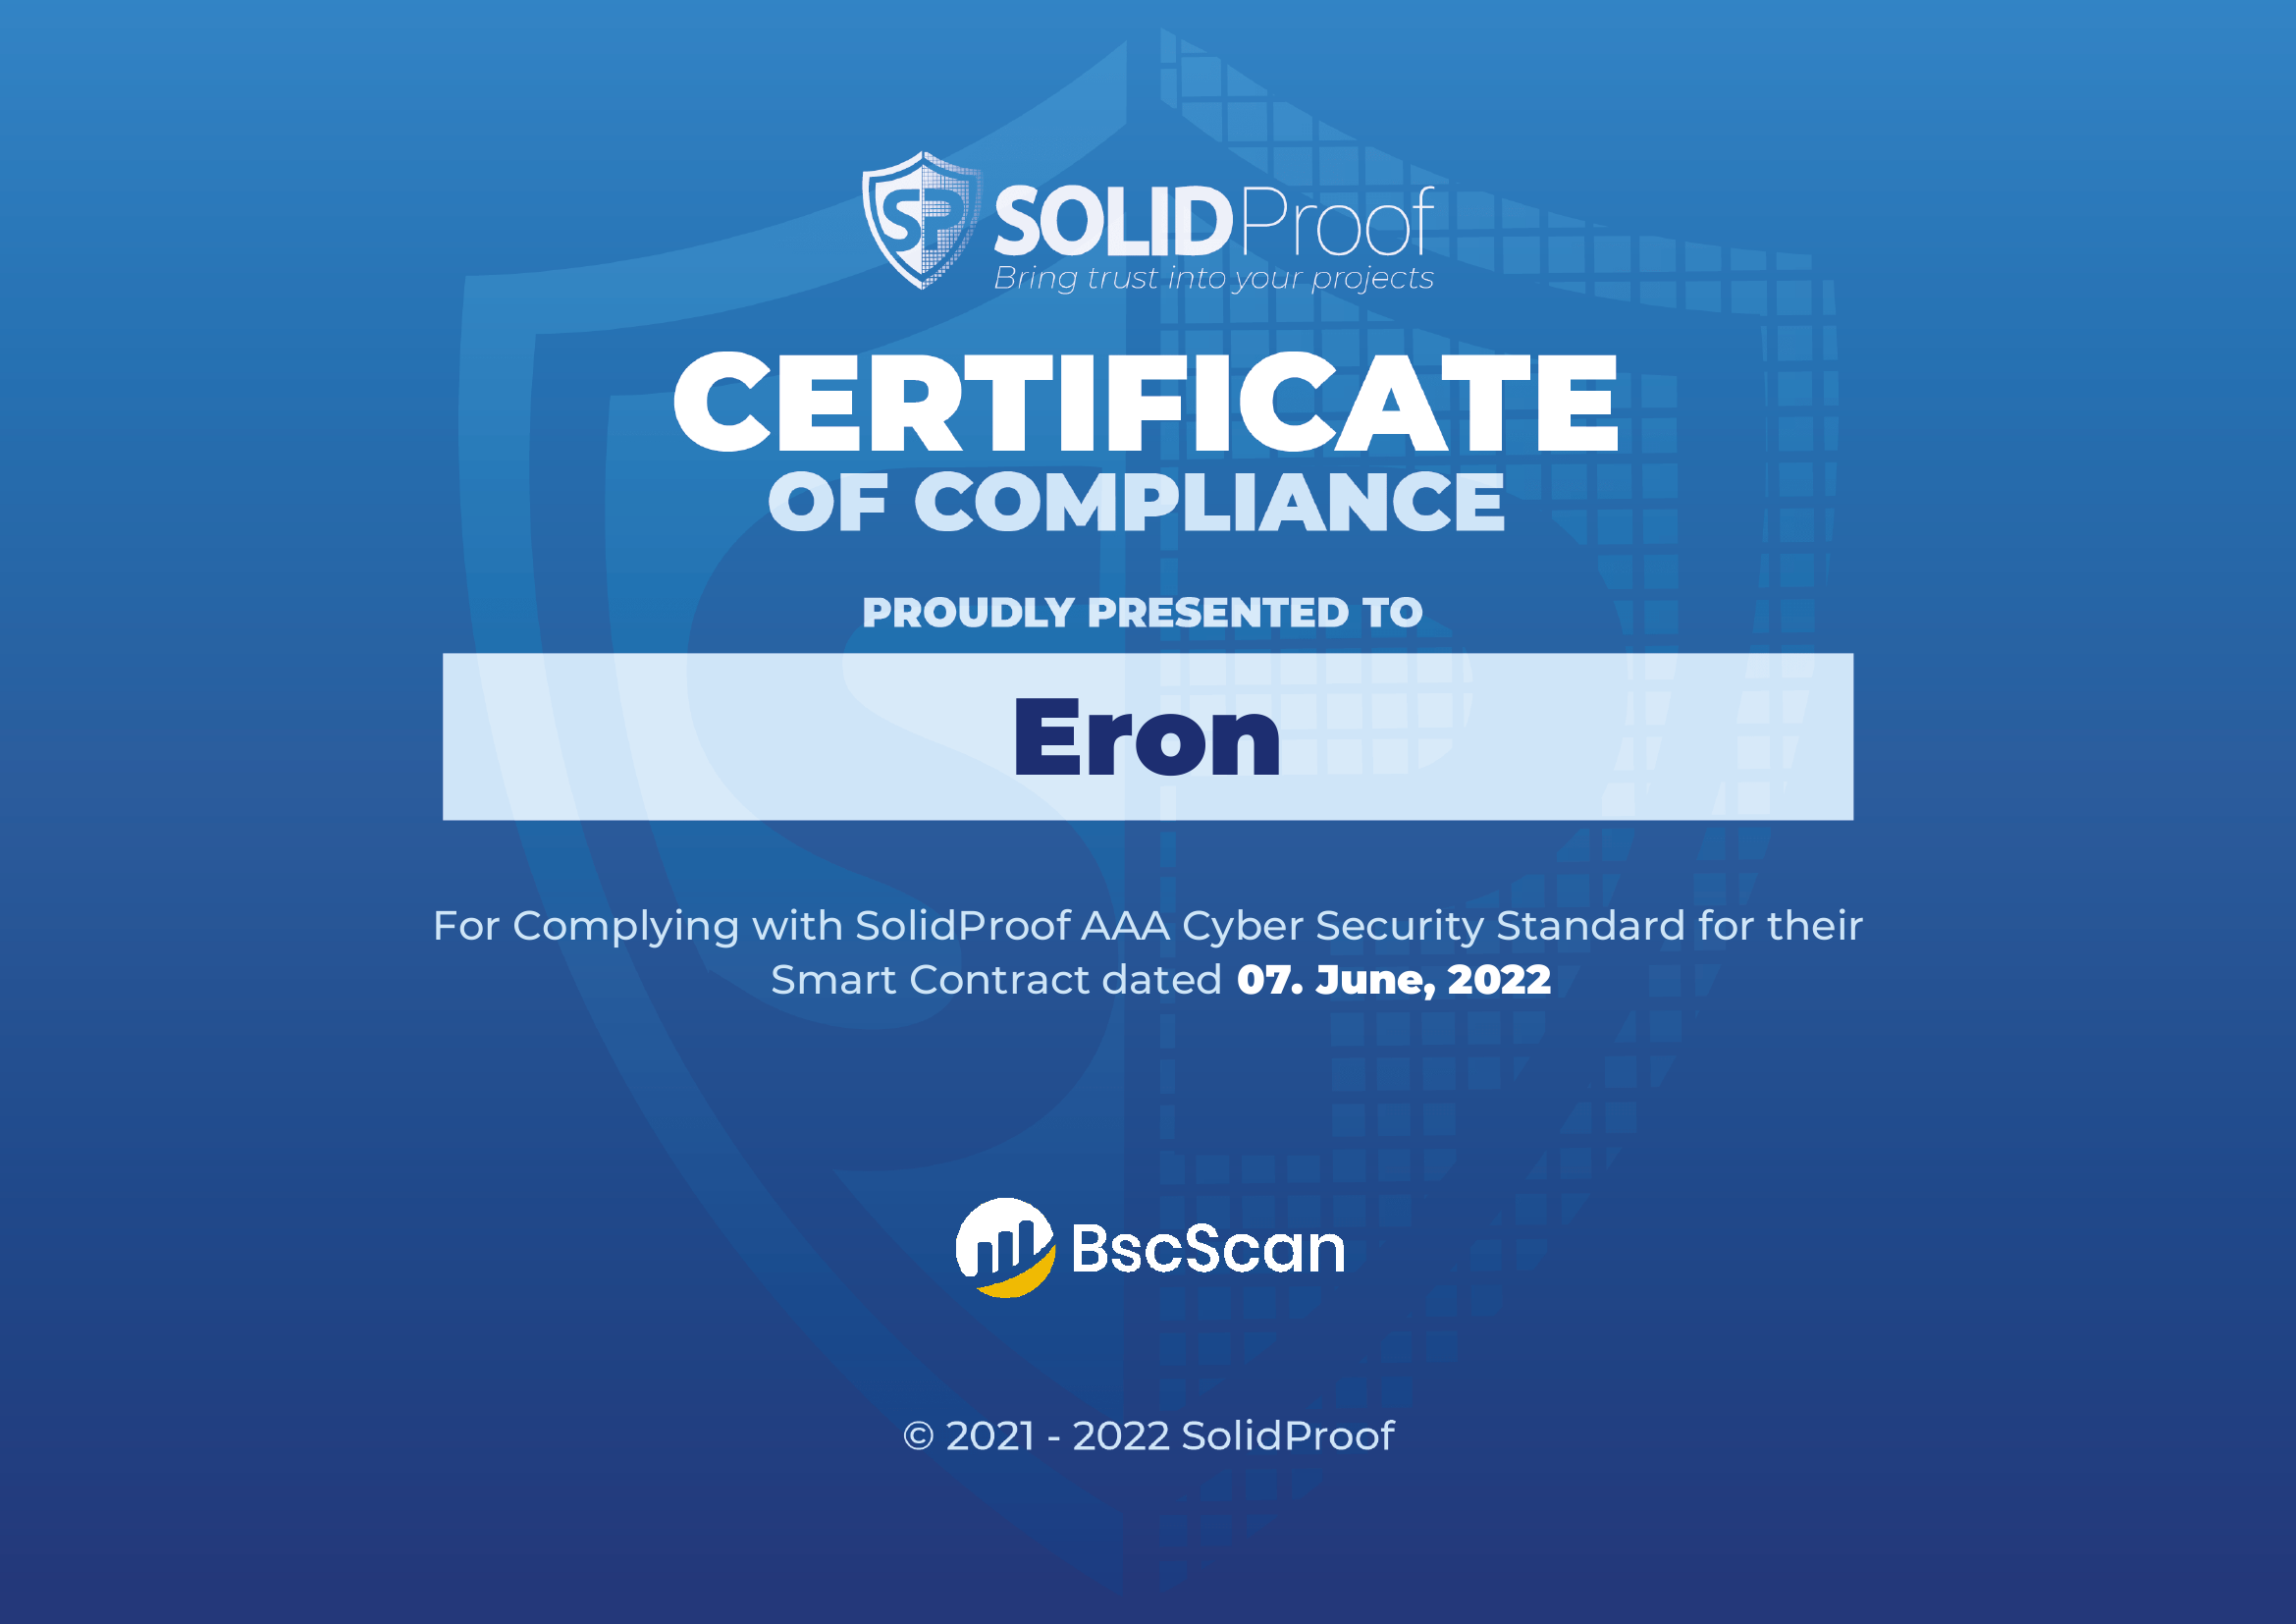 SP SOLIDProof
Bring trust into your projects
CERTIFICATE
OF COMPLIANCE
PROUDLY PRESENTED TO
Eron
For Complying with SolidProof AAA Cyber Security Standard for their
Smart Contract dated 07. June, 2022
BscScan
© 2021 - 2022 SolidProof